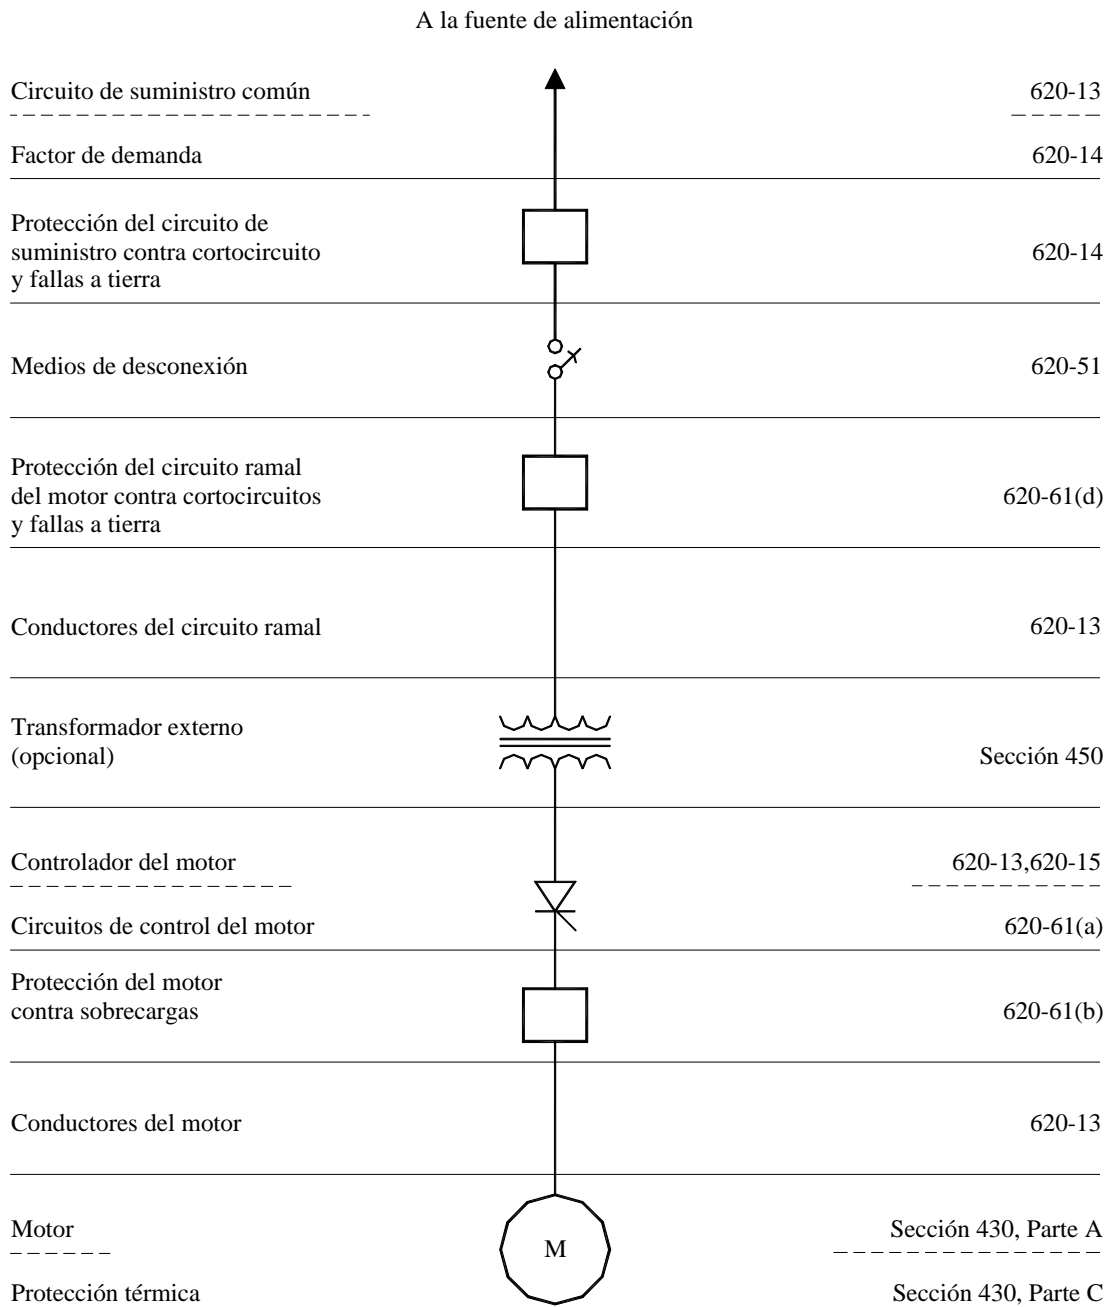 A la fuente de alimentación
Circuito de suministro común 620-13
Factor de demanda 620-14
Protección del circuito de
suministro contra cortocircuito 620-14
y fallas a tierra
Medios de desconexión 620-51
Protección del circuito ramal
del motor contra cortocircuitos 620-61(d)
y fallas a tierra
Conductores del circuito ramal 620-13
Transformador externo
(opcional) Sección 450
Controlador del motor 620-13,620-15
Circuitos de control del motor 620-61(a)
Protección del motor
contra sobrecargas 620-61(b)
Conductores del motor 620-13
Motor Sección 430, Parte A
M
Protección térmica Sección 430, Parte C